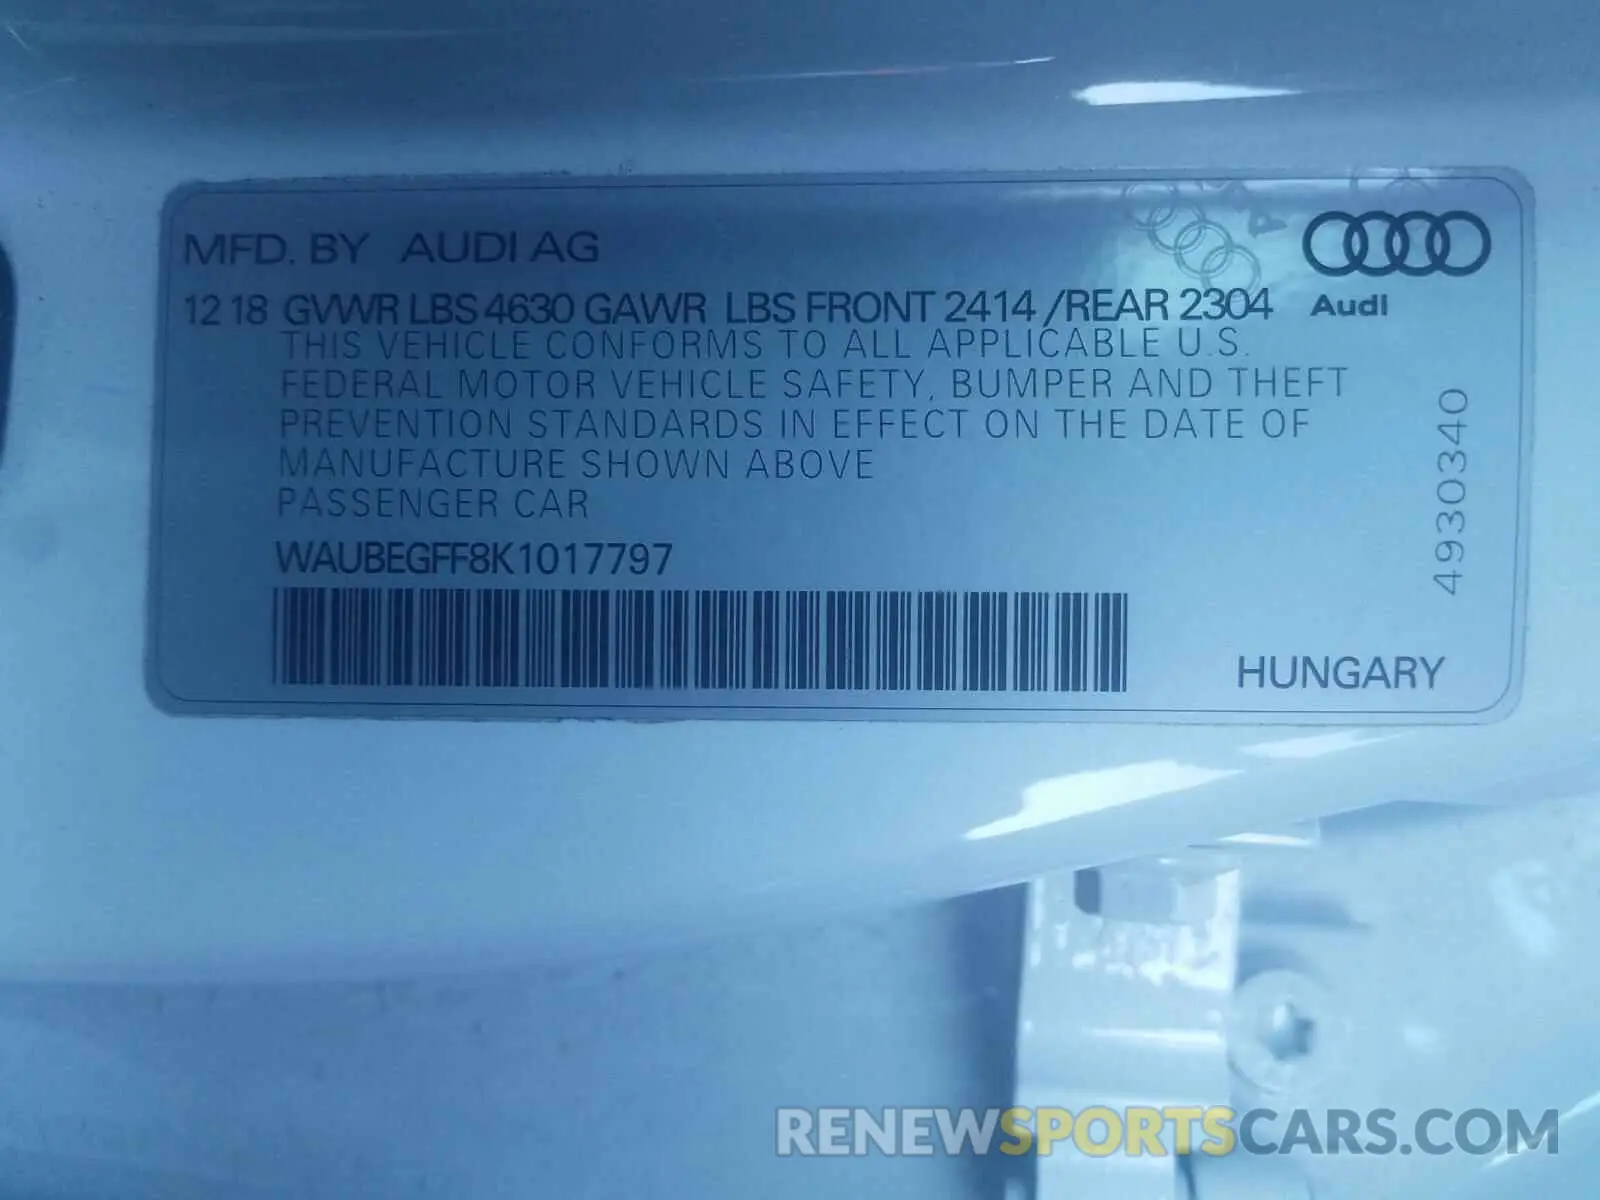 MFD. BY AUDI AG
12 18 GVWR LBS 4630 GAWR LBS FRONT 2414 /REAR 2304
Audi
THIS VEHICLE CONFORMS TO ALL APPLICABLE U.S.
FEDERAL MOTOR VEHICLE SAFETY, BUMPER AND THEFT
PREVENTION STANDARDS IN EFFECT ON THE DATE OF
MANUFACTURE SHOWN ABOVE
PASSENGER CAR
WAUBEGFF8K1017797
4930340
HUNGARY
RENEWSPORTSCARS.COM